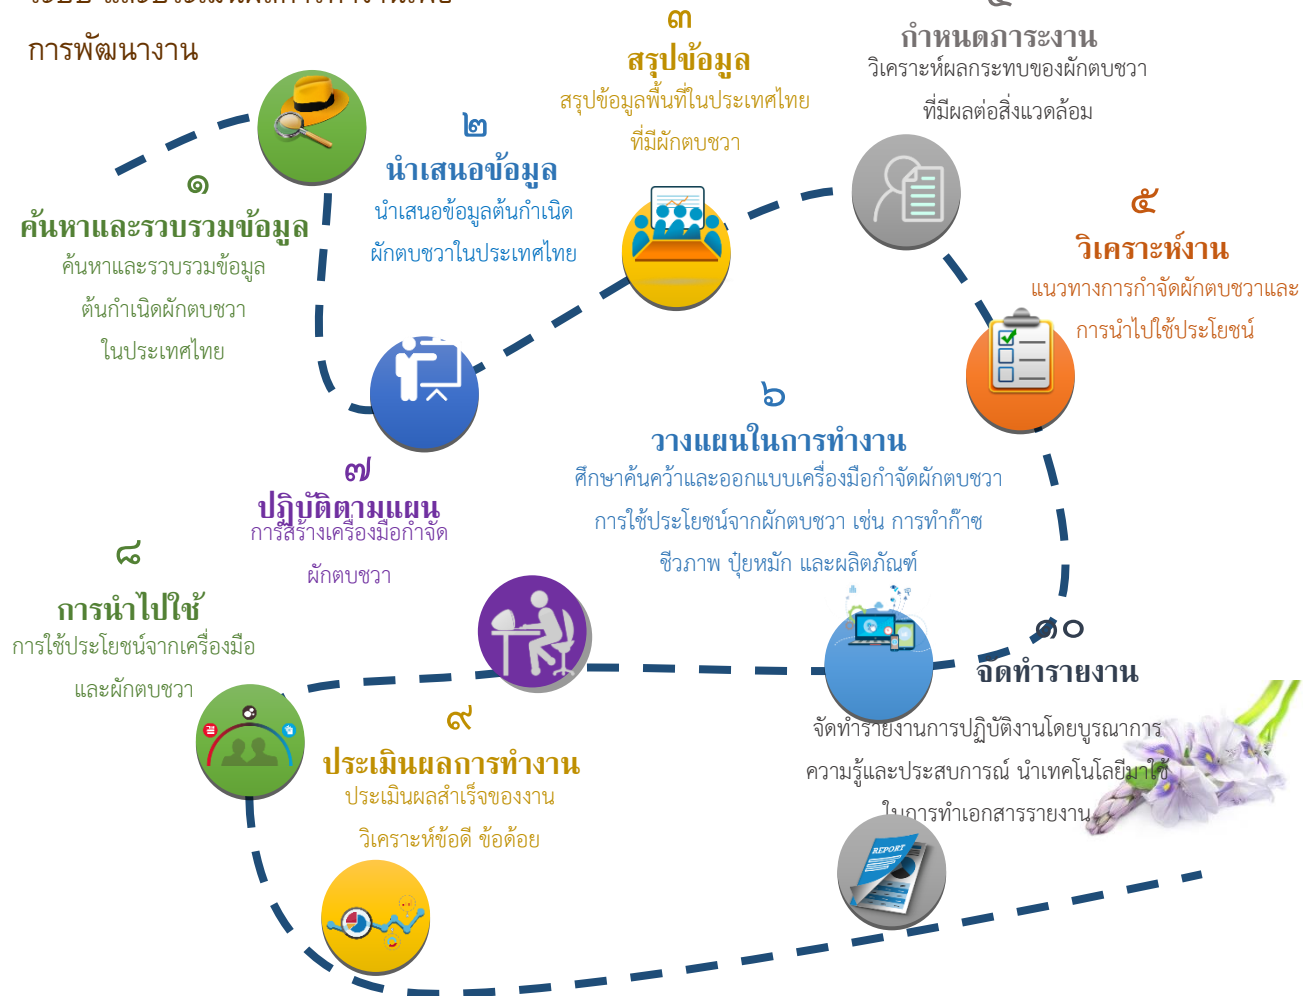 การพัฒนางาน
๑
ค้นหาและรวบรวมข้อมูล
ค้นหาและรวบรวมข้อมูล
ต้นกำเนิดผักตบชวา
ในประเทศไทย
๒
นำเสนอข้อมูล
นำเสนอข้อมูลต้นกำเนิด
ผักตบชวาในประเทศไทย
๓
สรุปข้อมูล
สรุปข้อมูลพื้นที่ในประเทศไทย
ที่มีผักตบชวา
กำหนดภาระงาน
วิเคราะห์ผลกระทบของผักตบชวา
ที่มีผลต่อสิ่งแวดล้อม
๕
วิเคราะห์งาน
แนวทางการกำจัดผักตบชวาและ
การนำไปใช้ประโยชน์
๖
วางแผนในการทำงาน
ศึกษาค้นคว้าและออกแบบเครื่องมือกำจัดผักตบชวา
การใช้ประโยชน์จากผักตบชวา เช่น การทำก๊าซ
ชีวภาพ ปุ๋ยหมัก และผลิตภัณฑ์
๗
ปฏิบัติตามแผน
การสร้างเครื่องมือกำจัด
ผักตบชวา
๘
การนำไปใช้
การใช้ประโยชน์จากเครื่องมือ
และผักตบชวา
๙
ประเมินผลการทำงาน
ประเมินผลสำเร็จของงาน
วิเคราะห์ข้อดี ข้อด้อย
๑๐
จัดทำรายงาน
จัดทำรายงานการปฏิบัติงานโดยบูรณาการ
ความรู้และประสบการณ์ นำเทคโนโลยีมาใช้
ในการทำเอกสารรายงาน
REPORT